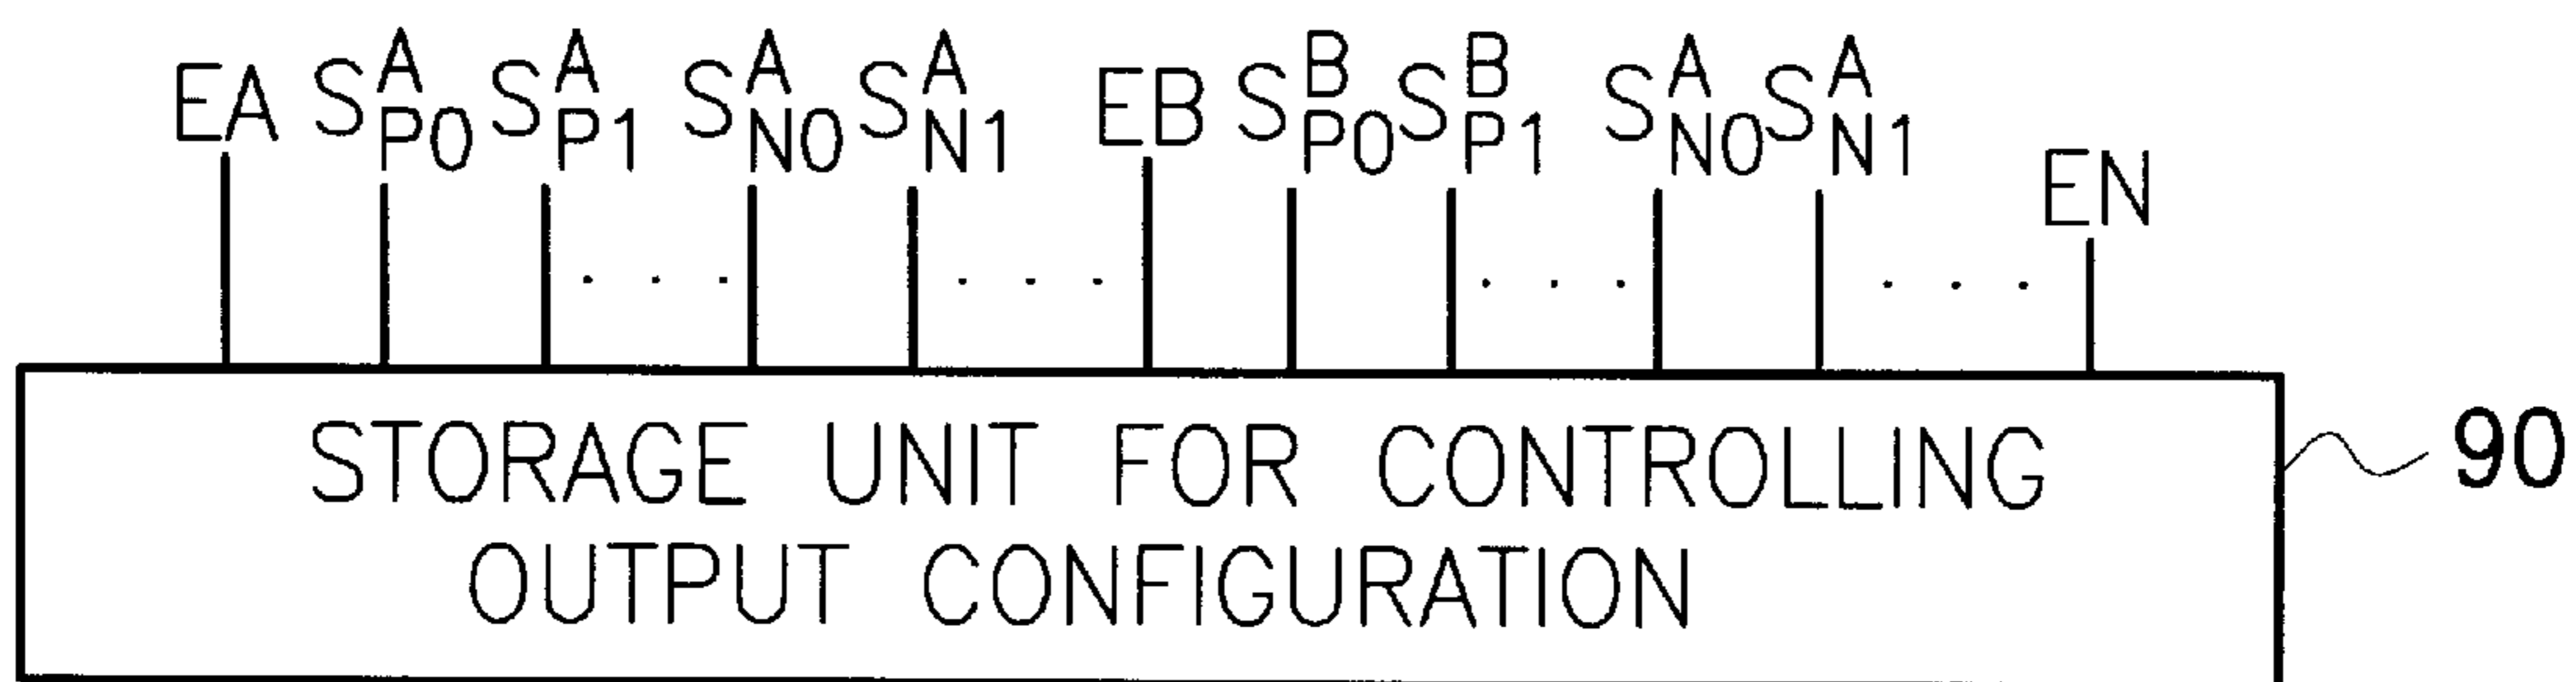 EA S^A_P0 S^A_P1 S^A_N0 S^A_N1 EB S^B_P0 S^B_P1 S^A_N0 S^A_N1 EN
. . . . . . . . . . . .
STORAGE UNIT FOR CONTROLLING
OUTPUT CONFIGURATION
90